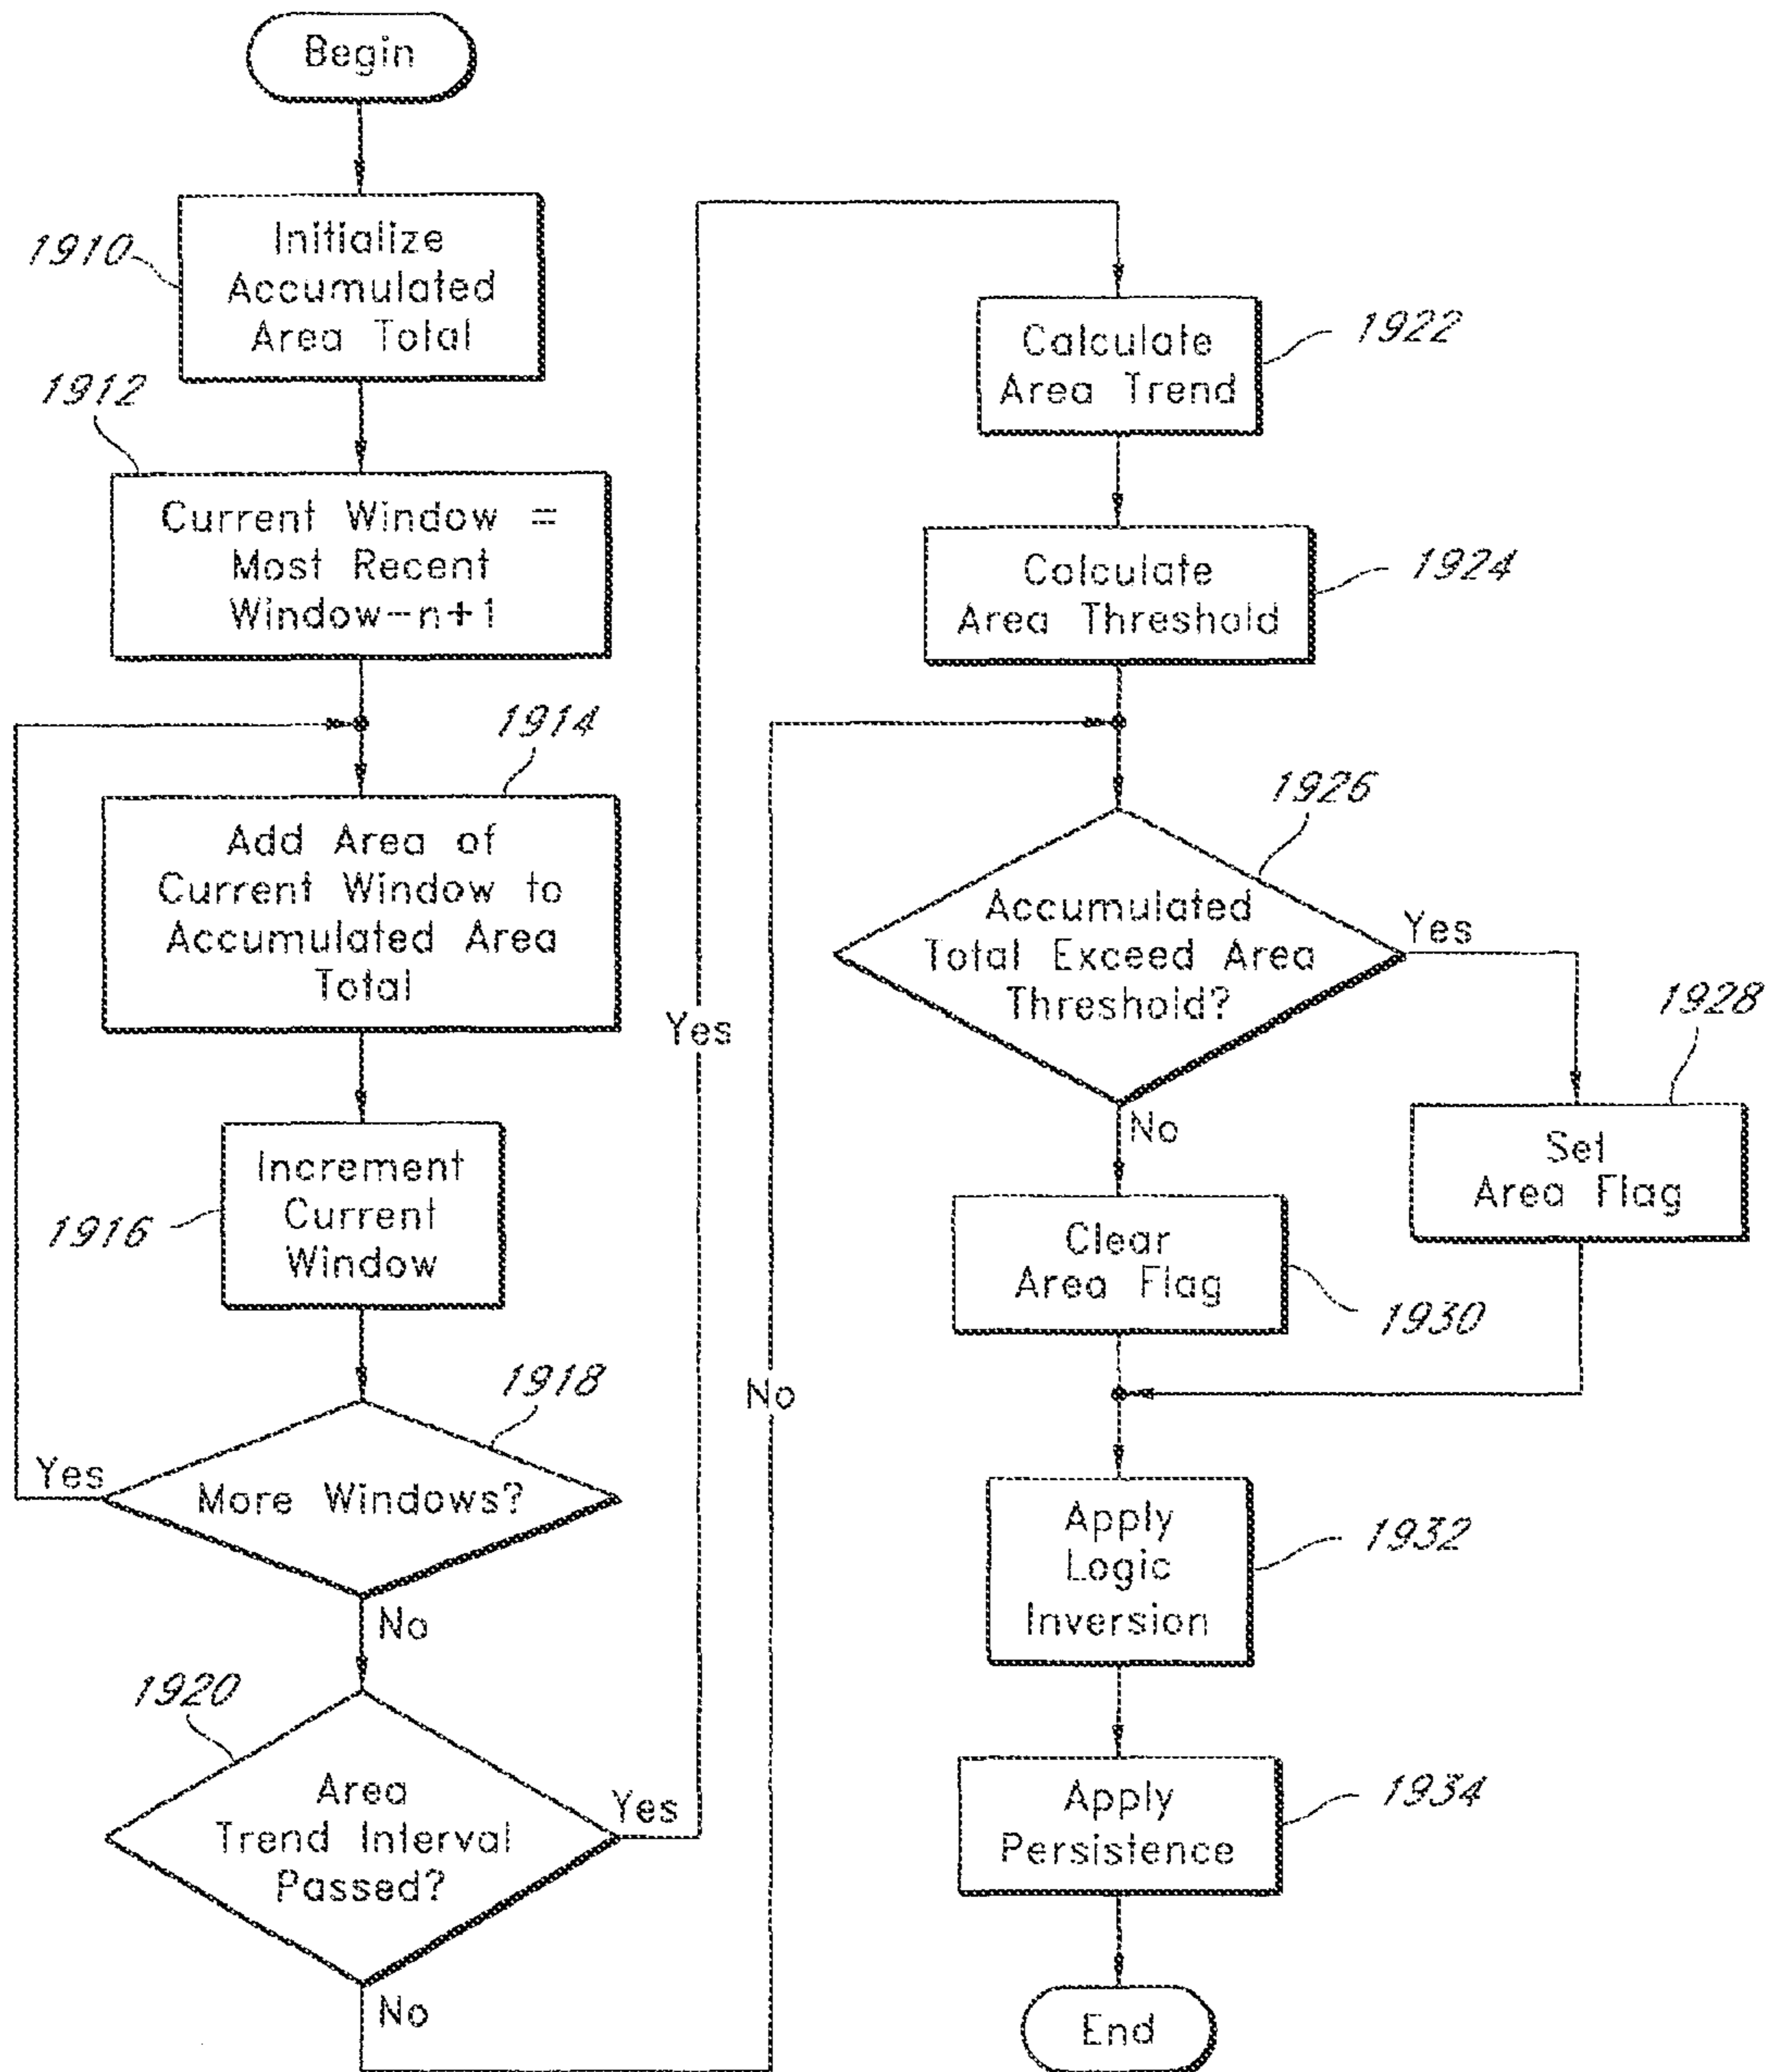 Begin
1910
Initialize
Accumulated
Area Total
1912
Current Window =
Most Recent
Window-n+1
1914
Add Area of
Current Window to
Accumulated Area
Total
1916
Increment
Current
Window
1918
Yes
More Windows?
No
1920
Area
Trend Interval
Passed?
Yes
No
Yes
No
Calculate
Area Trend
1922
Calculate
Area Threshold
1924
1926
Accumulated
Total Exceed Area
Threshold?
Yes
No
1928
Set
Area Flag
Clear
Area Flag
1930
Apply
Logic
Inversion
1932
Apply
Persistence
1934
End